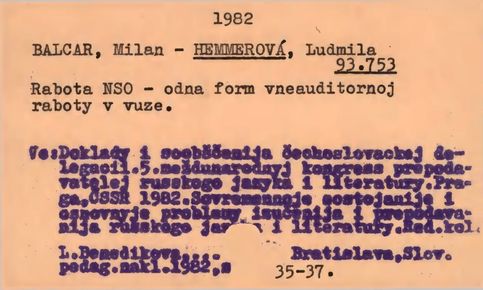 1982
BALCAR, Milan - HEMMEROVÁ, Ludmila
93.753
Rabota NSO - odna form vneauditornoj
raboty v vuze.
Ve:Doklady i soobščenija čechoslovackej de-
legacii.5.meždunarodnyj kongress prepoda-
vatelej russkogo jazyka i literatury.Pra-
ga,ČSSR 1982.Sovremennoje sostojanije i
osnovnyje problemy izučenija i prepodava-
nija russkogo i literatury.Red.kol.
L.Benedikova,... Bratislava,Slov.
pedag.nakl.1982,s 35-37.